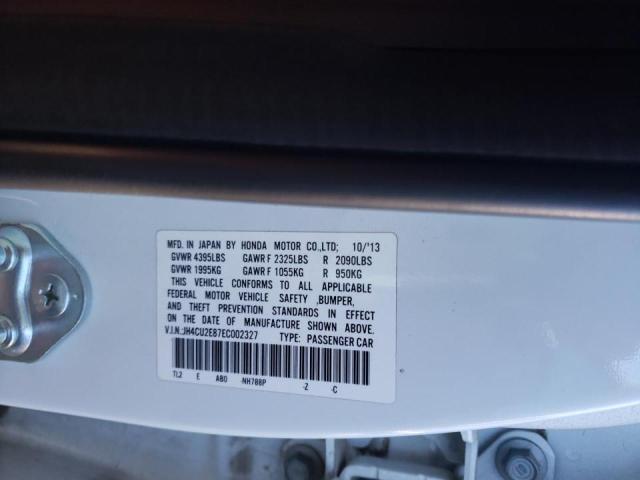 MFD. IN JAPAN BY HONDA MOTOR CO.,LTD; 10/'13
GVWR 4395LBS GAWR F 2325LBS R 2090LBS
GVWR 1995KG GAWR F 1055KG R 950KG
THIS VEHICLE CONFORMS TO ALL APPLICABLE
FEDERAL MOTOR VEHICLE SAFETY ,BUMPER,
AND THEFT PREVENTION STANDARDS IN EFFECT
ON THE DATE OF MANUFACTURE SHOWN ABOVE.
V.I.N.:JH4CU2E87EC002327 TYPE: PASSENGER CAR
TL2 E AB0 -NH788P -Z -C